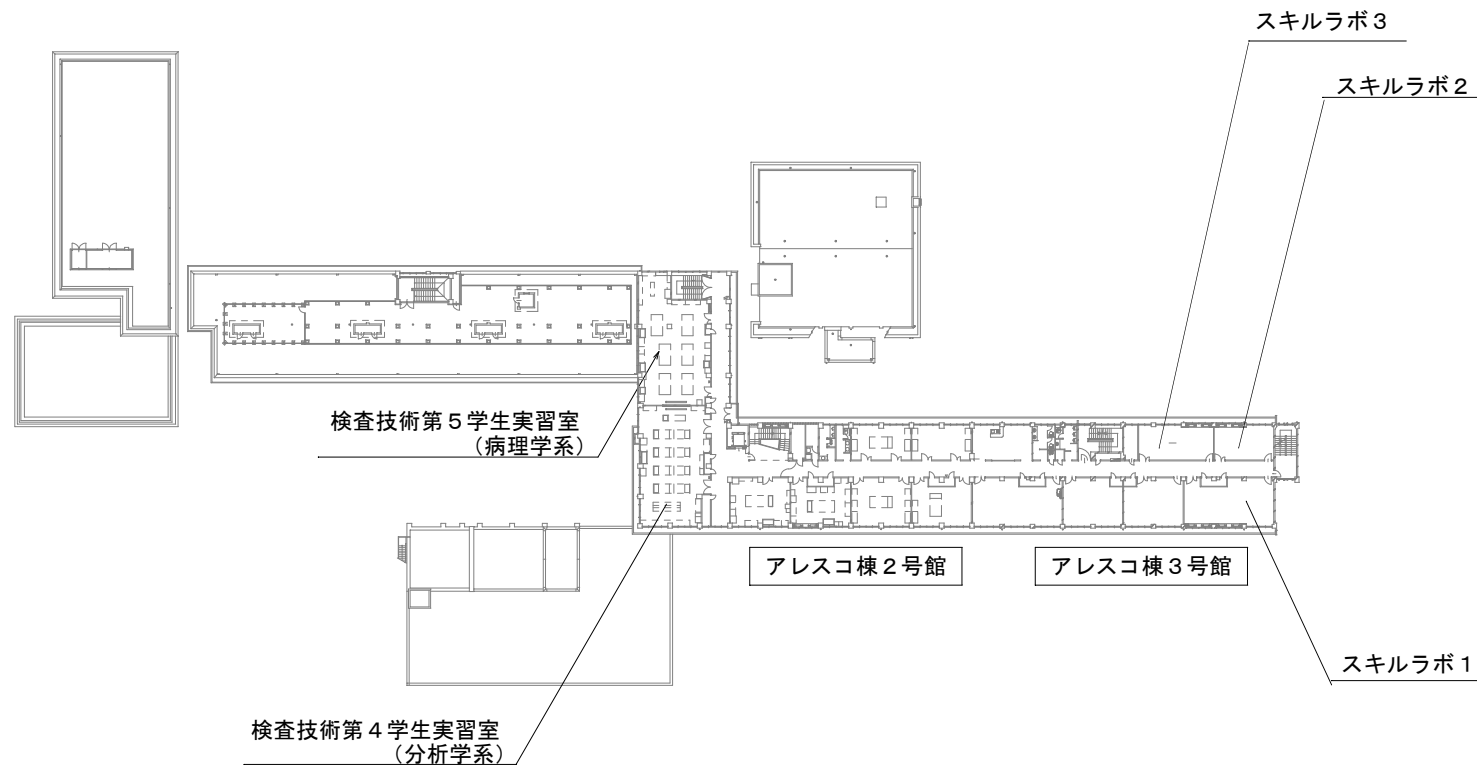 スキルラボ３
スキルラボ２
検査技術第５学生実習室
（病理学系）
アレスコ棟２号館
アレスコ棟３号館
スキルラボ１
検査技術第４学生実習室
（分析学系）